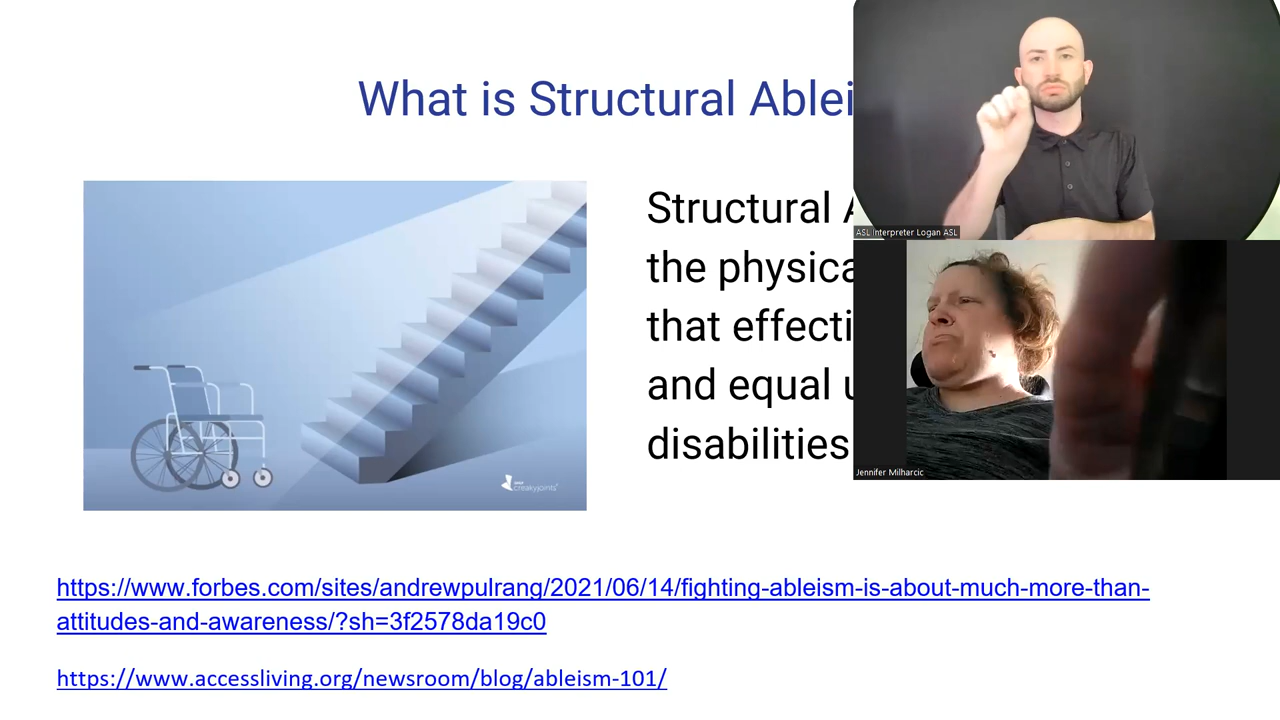 What is Structural Ablei
Structural A
the physica
that effecti
and equal u
disabilities
creakyjoints
ASL Interpreter Logan ASL
Jennifer Milharcic
https://www.forbes.com/sites/andrewpulrang/2021/06/14/fighting-ableism-is-about-much-more-than-
attitudes-and-awareness/?sh=3f2578da19c0
https://www.accessliving.org/newsroom/blog/ableism-101/